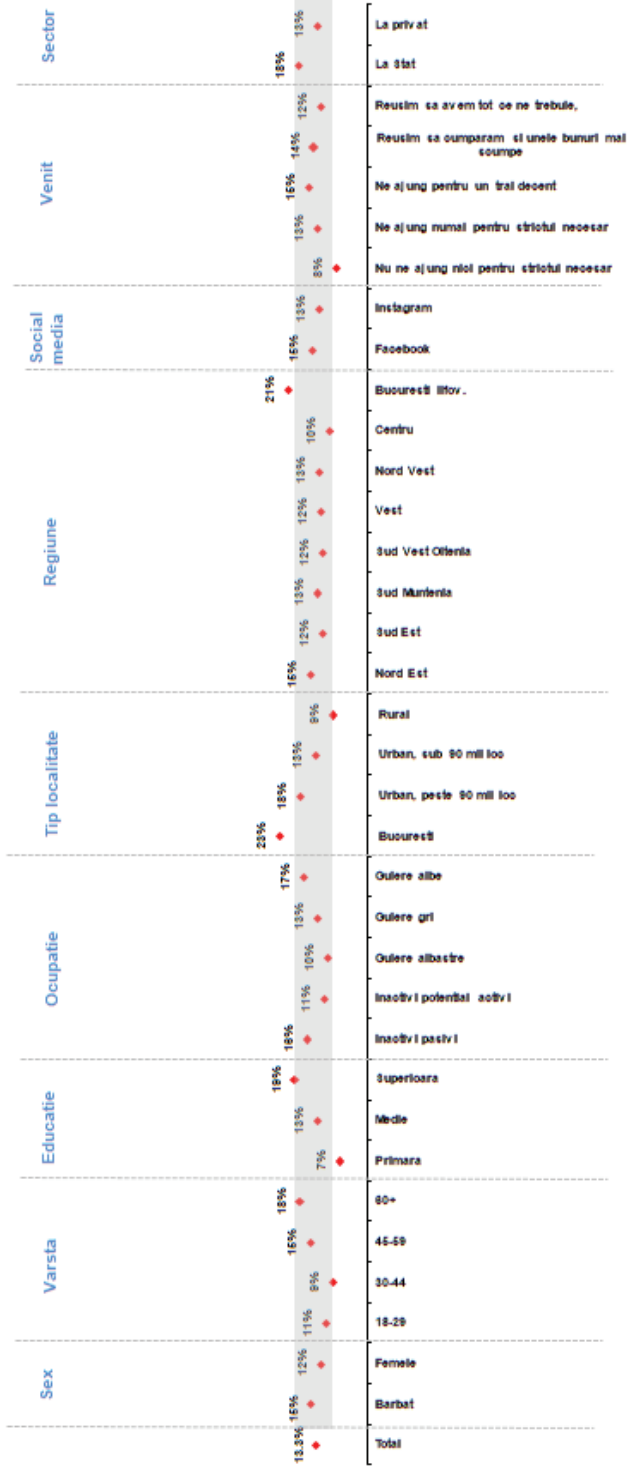 Sector
13%
La privat
18%
La Stat
Venit
12%
Reusim sa avem tot ce ne trebuie,
14%
Reusim sa cumparam si unele bunuri mai
scumpe
15%
Ne ajung pentru un trai decent
13%
Ne ajung numai pentru strictul necesar
8%
Nu ne ajung nici pentru strictul necesar
Social
media
13%
Instagram
15%
Facebook
Regiune
21%
Bucuresti Ilfov.
10%
Centru
13%
Nord Vest
12%
Vest
12%
Sud Vest Oltenia
13%
Sud Muntenia
12%
Sud Est
15%
Nord Est
Tip localitate
9%
Rural
13%
Urban, sub 90 mii loc
18%
Urban, peste 90 mii loc
23%
Bucuresti
Ocupatie
17%
Gulere albe
13%
Gulere gri
10%
Gulere albastre
11%
Inactivi potential activi
16%
Inactivi pasivi
Educatie
19%
Superioara
13%
Medie
7%
Primara
Varsta
18%
60+
15%
45-59
9%
30-44
11%
18-29
Sex
12%
Femeie
15%
Barbat
13.3%
Total